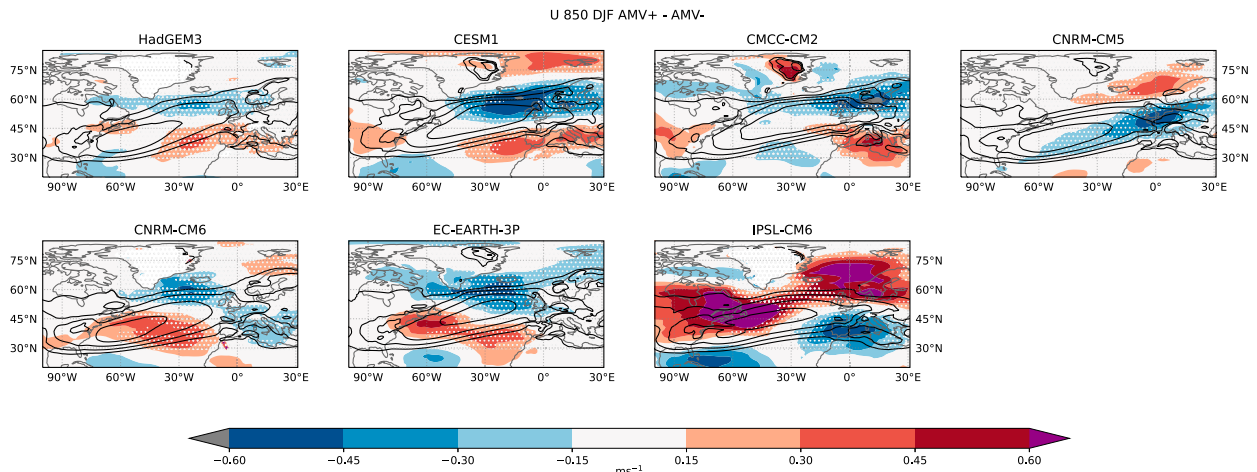 U 850 DJF AMV+ - AMV-
HadGEM3
CESM1
CMCC-CM2
CNRM-CM5
75°N
60°N
45°N
30°N
75°N
60°N
45°N
30°N
90°W 60°W 30°W 0° 30°E
90°W 60°W 30°W 0° 30°E
90°W 60°W 30°W 0° 30°E
90°W 60°W 30°W 0° 30°E
CNRM-CM6
EC-EARTH-3P
IPSL-CM6
75°N
60°N
45°N
30°N
75°N
60°N
45°N
30°N
90°W 60°W 30°W 0° 30°E
90°W 60°W 30°W 0° 30°E
90°W 60°W 30°W 0° 30°E
−0.60 −0.45 −0.30 −0.15 0.15 0.30 0.45 0.60
ms⁻¹